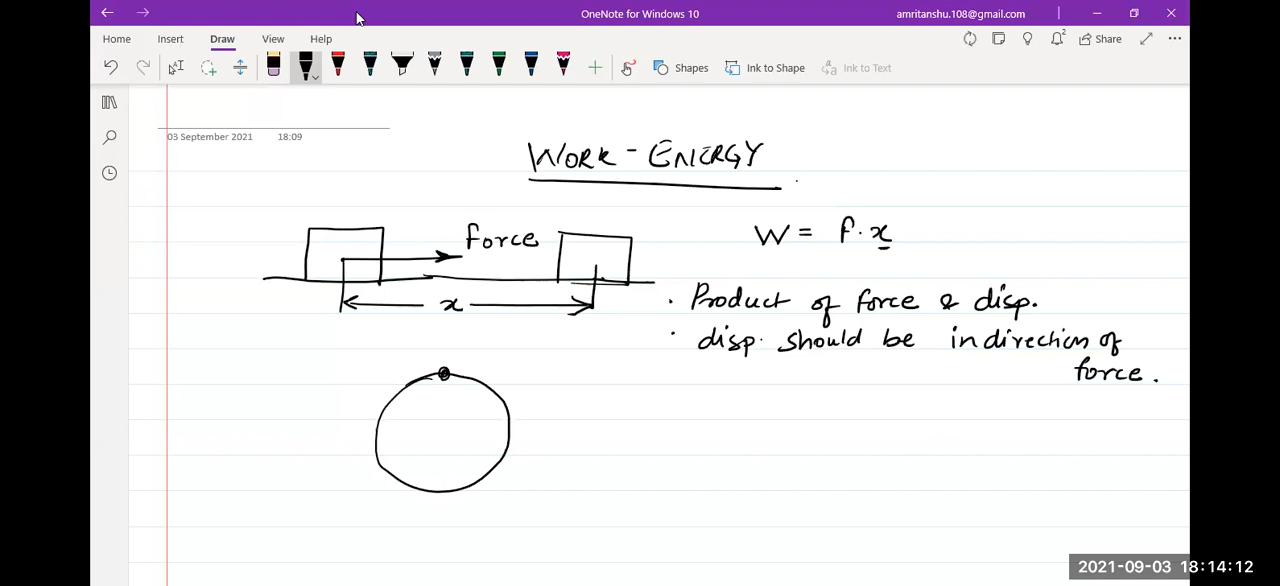 OneNote for Windows 10
amritanshu.108@gmail.com
Home Insert Draw View Help
2
Share
Shapes Ink to Shape Ink to Text
03 September 2021 18:09
WORK - ENERGY
force
W = f. x
x
. Product of force & disp.
. disp. should be in direction of
force.
2021-09-03 18:14:12